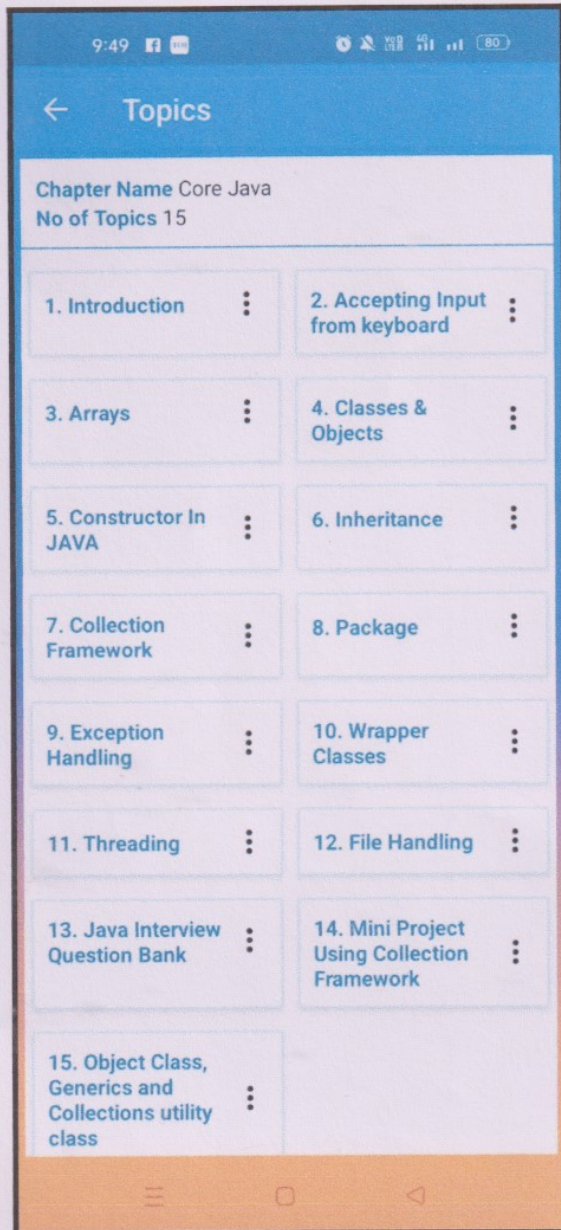 9:49
80
Topics
Chapter Name Core Java
No of Topics 15
1. Introduction
2. Accepting Input
from keyboard
3. Arrays
4. Classes &
Objects
5. Constructor In
JAVA
6. Inheritance
7. Collection
Framework
8. Package
9. Exception
Handling
10. Wrapper
Classes
11. Threading
12. File Handling
13. Java Interview
Question Bank
14. Mini Project
Using Collection
Framework
15. Object Class,
Generics and
Collections utility
class